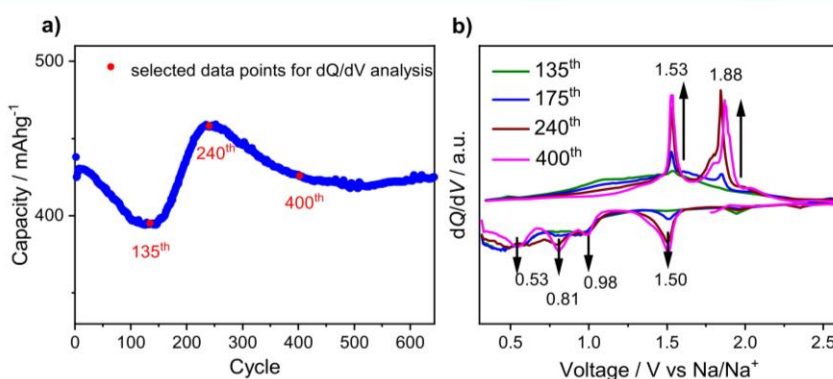 a)
500
400
Capacity / mAhg⁻¹
selected data points for dQ/dV analysis
135ᵗʰ
240ᵗʰ
400ᵗʰ
0 100 200 300 400 500 600
Cycle
b)
135ᵗʰ
175ᵗʰ
240ᵗʰ
400ᵗʰ
1.53
1.88
dQ/dV / a.u.
0.53
0.81
0.98
1.50
0.5 1.0 1.5 2.0 2.5
Voltage / V vs Na/Na⁺